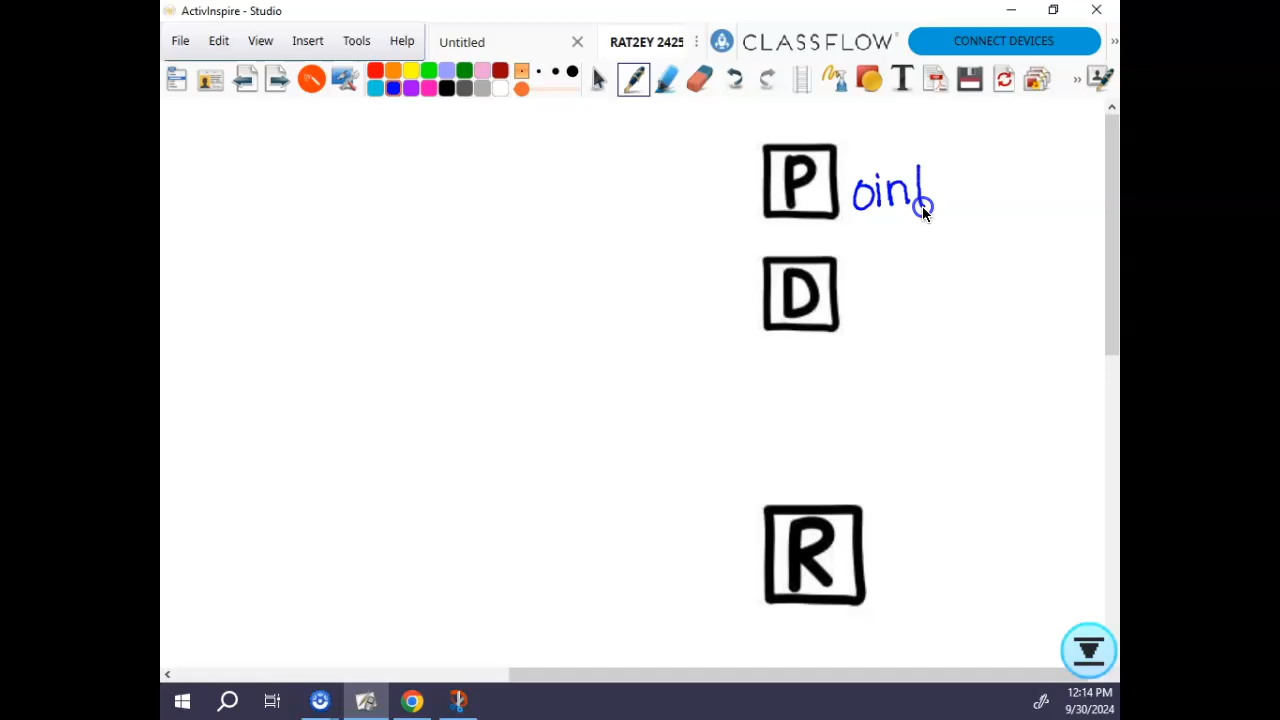 ActivInspire - Studio
File Edit View Insert Tools Help
Untitled
RAT2EY 2425
CLASSFLOW
CONNECT DEVICES
P oin
D
R
12:14 PM
9/30/2024